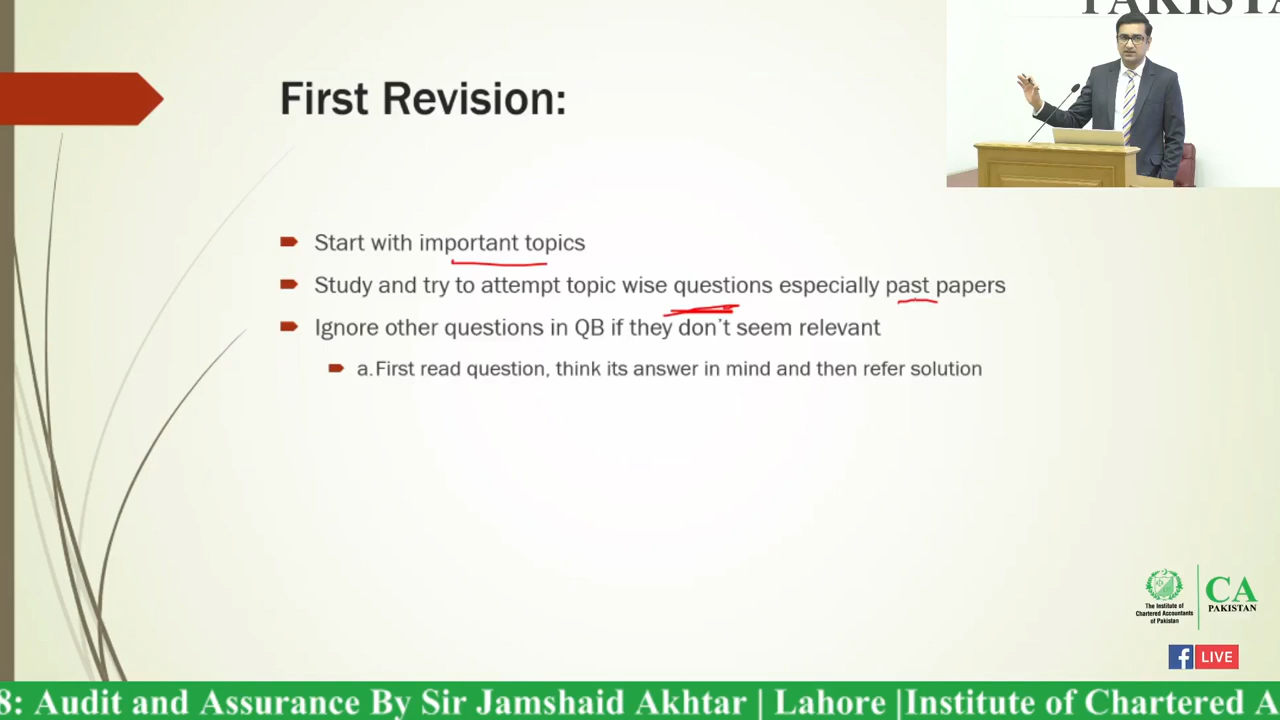 PAKISTA
First Revision:
Start with important topics
Study and try to attempt topic wise questions especially past papers
Ignore other questions in QB if they don't seem relevant
a.First read question, think its answer in mind and then refer solution
The Institute of
Chartered Accountants
of Pakistan
CA
PAKISTAN
f LIVE
8: Audit and Assurance By Sir Jamshaid Akhtar | Lahore |Institute of Chartered A